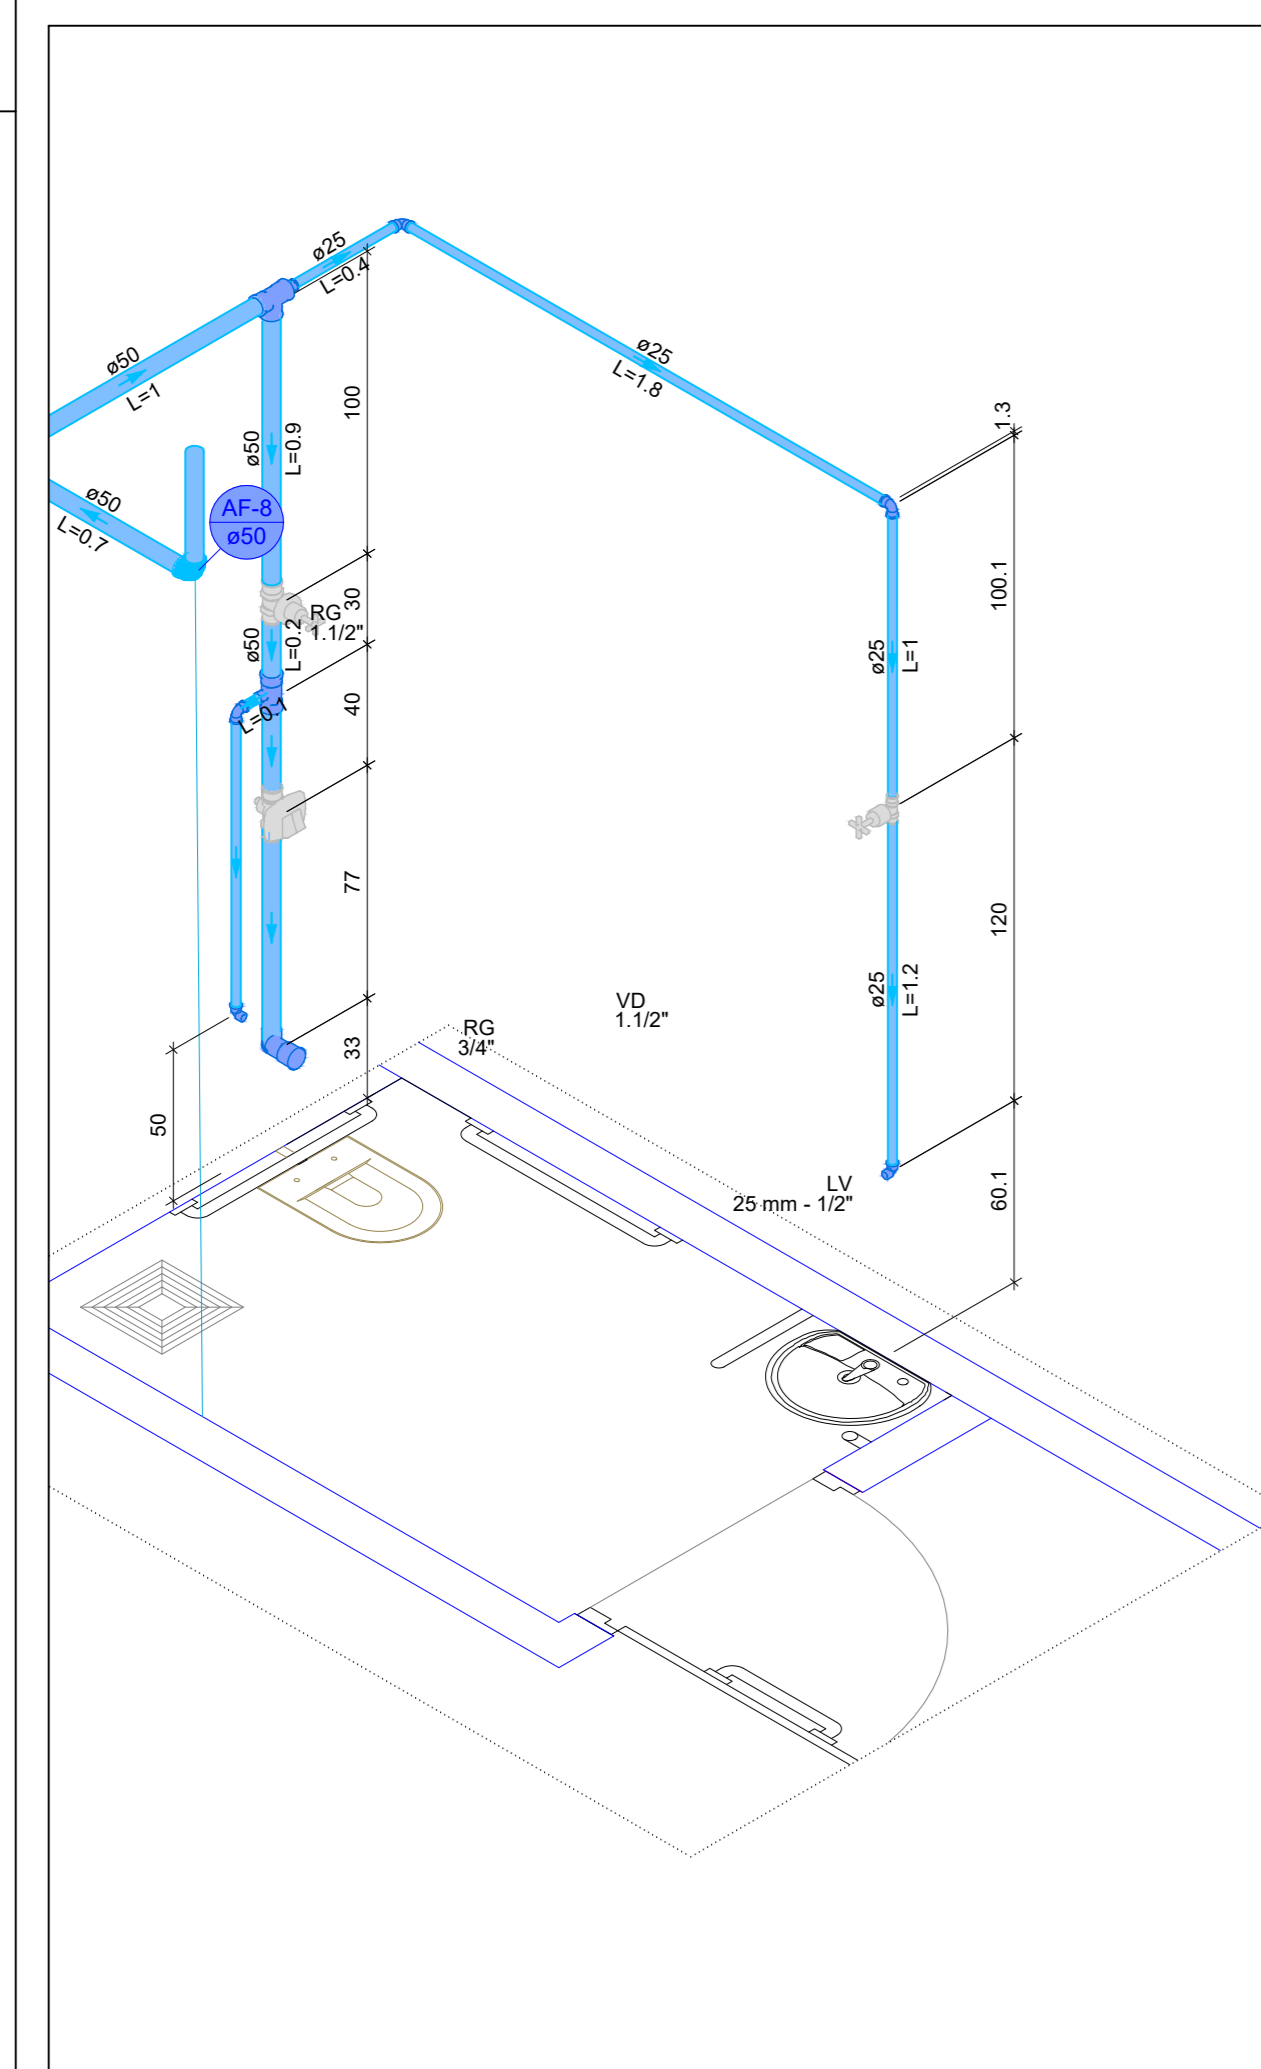 ø25
L=0.4
ø50
L=1
ø25
L=1.8
1.3
100
ø50
L=0.9
ø50
L=0.7
AF-8
ø50
100.1
30
RG
1.1/2"
ø50
L=0.2
ø25
L=1
40
L=0.1
77
120
ø25
L=1.2
VD
1.1/2"
RG
3/4"
33
50
LV
25 mm - 1/2"
60.1